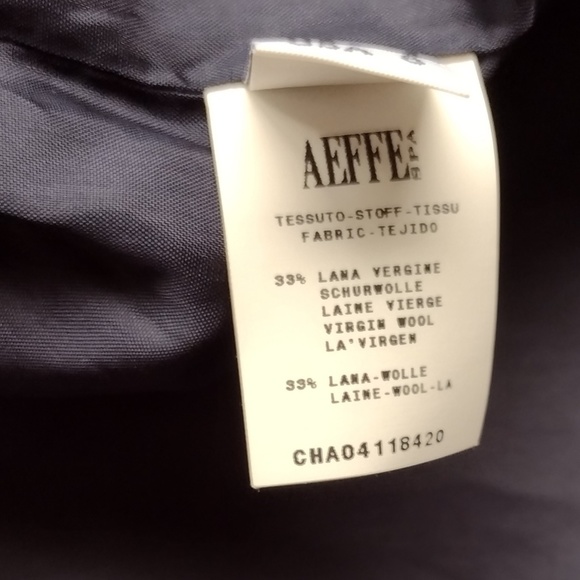 AEFFE SPA
TESSUTO-STOFF-TISSU
FABRIC-TEJIDO
33% LANA VERGINE
SCHURWOLLE
LAINE VIERGE
VIRGIN WOOL
LA'VIRGEN
33% LANA-WOLLE
LAINE-WOOL-LA
CHA04118420